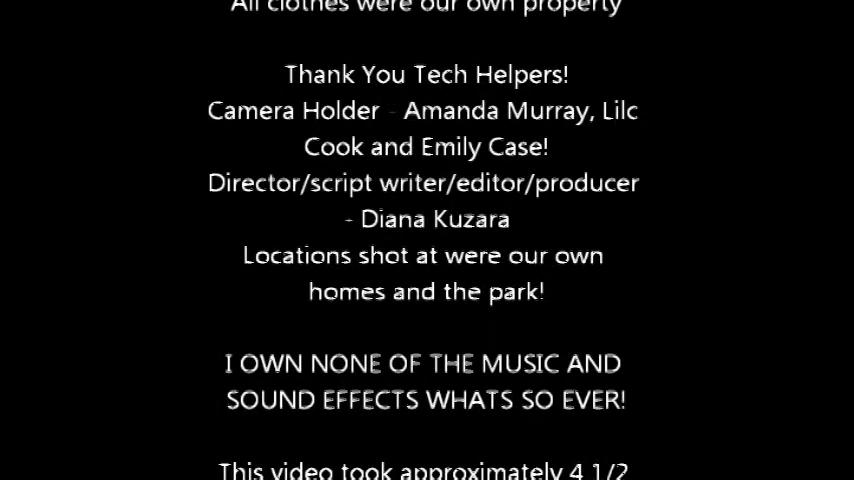 All clothes were our own property
Thank You Tech Helpers!
Camera Holder - Amanda Murray, Lilc
Cook and Emily Case!
Director/script writer/editor/producer
- Diana Kuzara
Locations shot at were our own
homes and the park!
I OWN NONE OF THE MUSIC AND
SOUND EFFECTS WHATS SO EVER!
This video took approximately 4 1/2